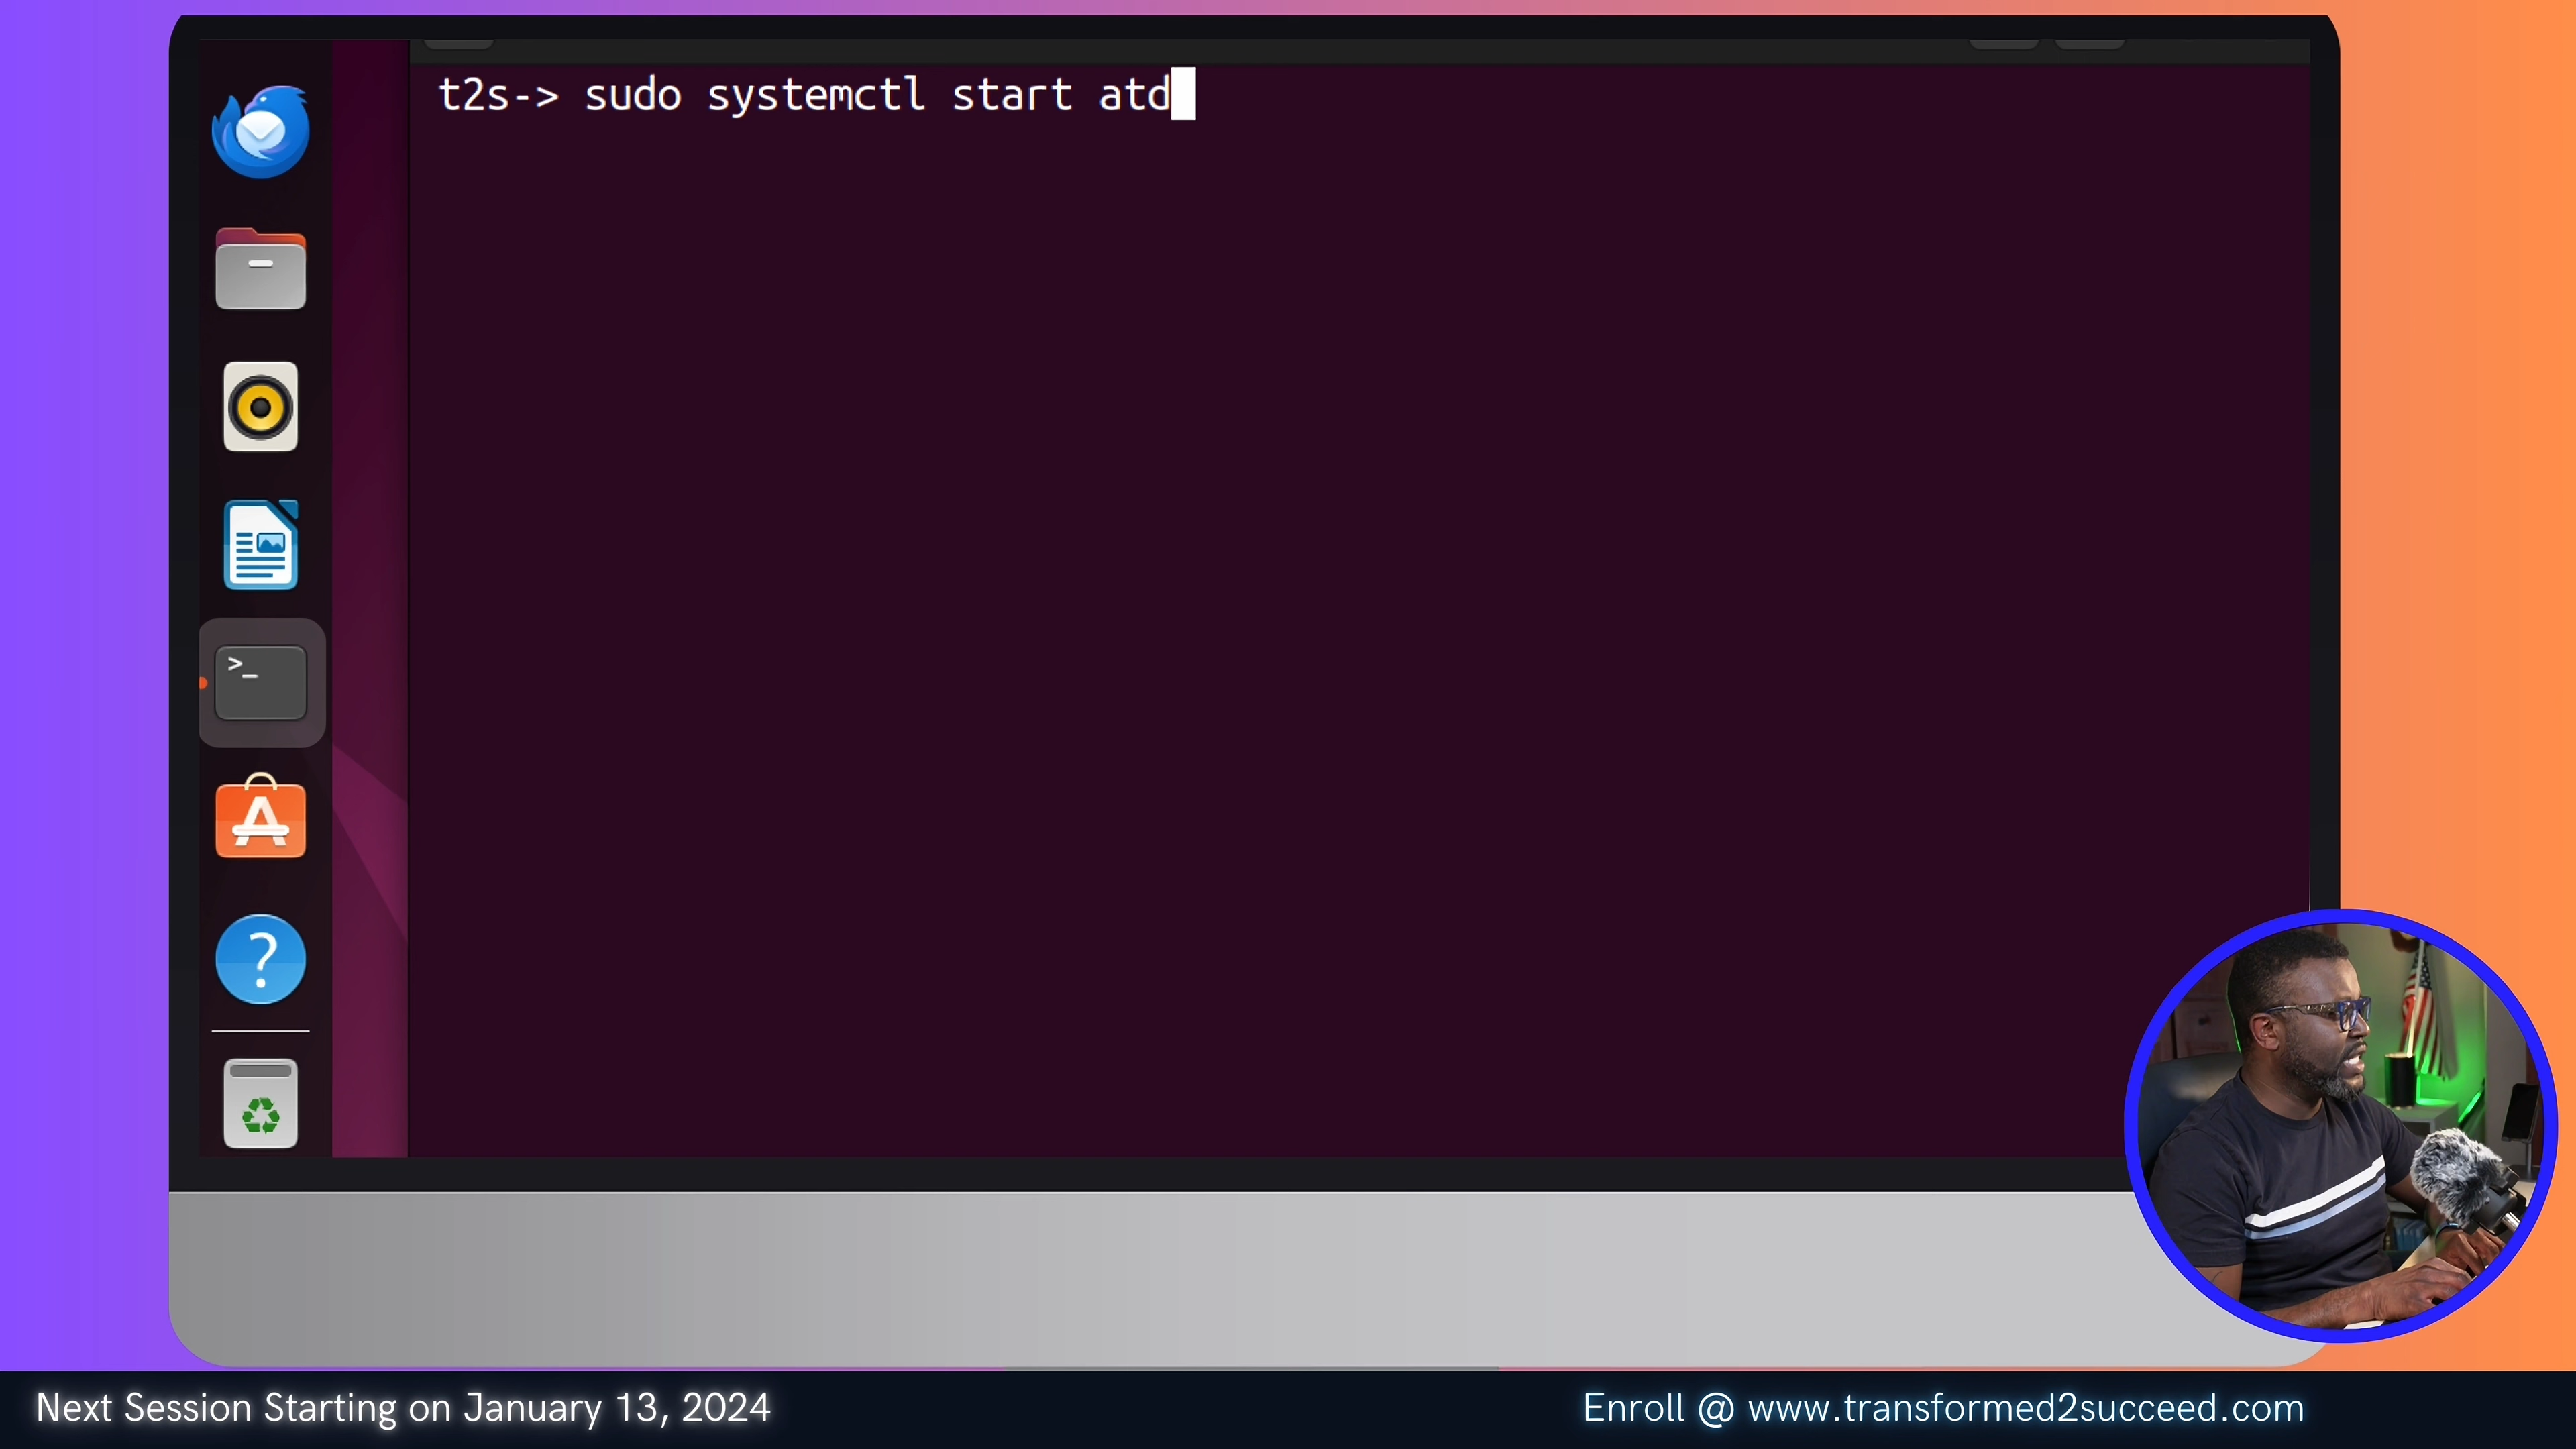 t2s-> sudo systemctl start atd
>_
A
?
Next Session Starting on January 13, 2024
Enroll @ www.transformed2succeed.com